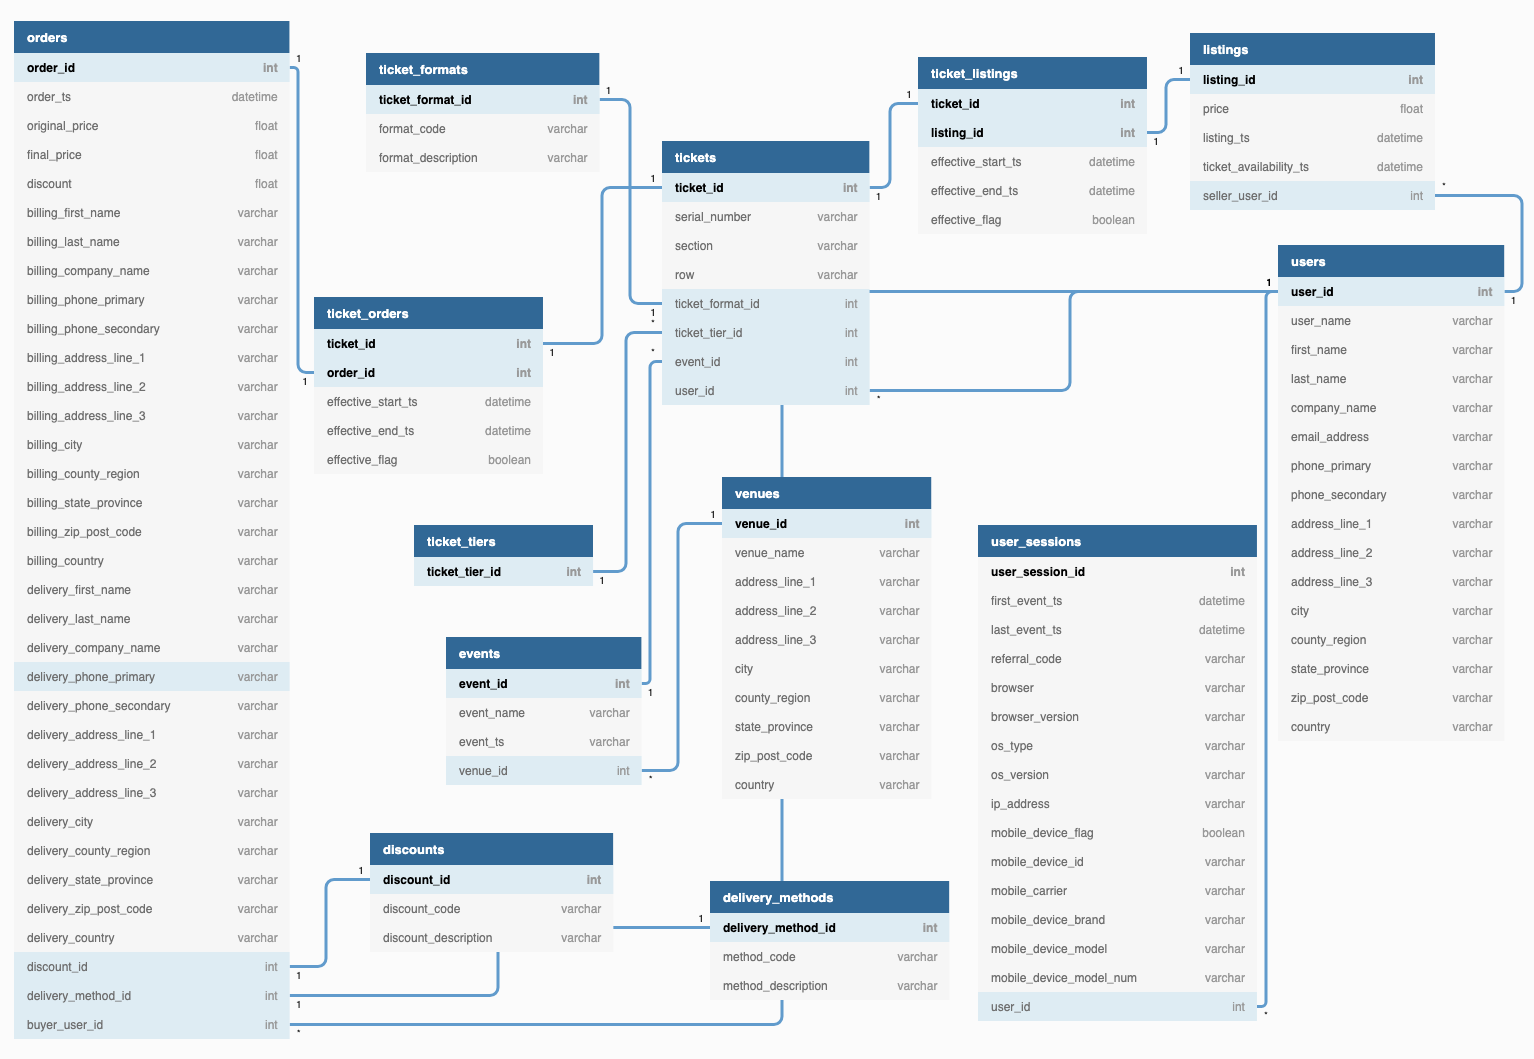 orders
order_id int
order_ts datetime
original_price float
final_price float
discount float
billing_first_name varchar
billing_last_name varchar
billing_company_name varchar
billing_phone_primary varchar
billing_phone_secondary varchar
billing_address_line_1 varchar
billing_address_line_2 varchar
billing_address_line_3 varchar
billing_city varchar
billing_county_region varchar
billing_state_province varchar
billing_zip_post_code varchar
billing_country varchar
delivery_first_name varchar
delivery_last_name varchar
delivery_company_name varchar
delivery_phone_primary varchar
delivery_phone_secondary varchar
delivery_address_line_1 varchar
delivery_address_line_2 varchar
delivery_address_line_3 varchar
delivery_city varchar
delivery_county_region varchar
delivery_state_province varchar
delivery_zip_post_code varchar
delivery_country varchar
discount_id int
delivery_method_id int
buyer_user_id int
1
1
1
1
*
ticket_formats
ticket_format_id int
format_code varchar
format_description varchar
1
ticket_orders
ticket_id int
order_id int
effective_start_ts datetime
effective_end_ts datetime
effective_flag boolean
1
ticket_tiers
ticket_tier_id int
1
events
event_id int
event_name varchar
event_ts varchar
venue_id int
1
*
discounts
discount_id int
discount_code varchar
discount_description varchar
1
tickets
ticket_id int
serial_number varchar
section varchar
row varchar
ticket_format_id int
ticket_tier_id int
event_id int
user_id int
1
1
1
*
*
*
venues
venue_id int
venue_name varchar
address_line_1 varchar
address_line_2 varchar
address_line_3 varchar
city varchar
county_region varchar
state_province varchar
zip_post_code varchar
country varchar
1
delivery_methods
delivery_method_id int
method_code varchar
method_description varchar
1
ticket_listings
ticket_id int
listing_id int
effective_start_ts datetime
effective_end_ts datetime
effective_flag boolean
1
1
user_sessions
user_session_id int
first_event_ts datetime
last_event_ts datetime
referral_code varchar
browser varchar
browser_version varchar
os_type varchar
os_version varchar
ip_address varchar
mobile_device_flag boolean
mobile_device_id varchar
mobile_carrier varchar
mobile_device_brand varchar
mobile_device_model varchar
mobile_device_model_num varchar
user_id int
*
listings
listing_id int
price float
listing_ts datetime
ticket_availability_ts datetime
seller_user_id int
1
*
users
user_id int
user_name varchar
first_name varchar
last_name varchar
company_name varchar
email_address varchar
phone_primary varchar
phone_secondary varchar
address_line_1 varchar
address_line_2 varchar
address_line_3 varchar
city varchar
county_region varchar
state_province varchar
zip_post_code varchar
country varchar
1
1
1